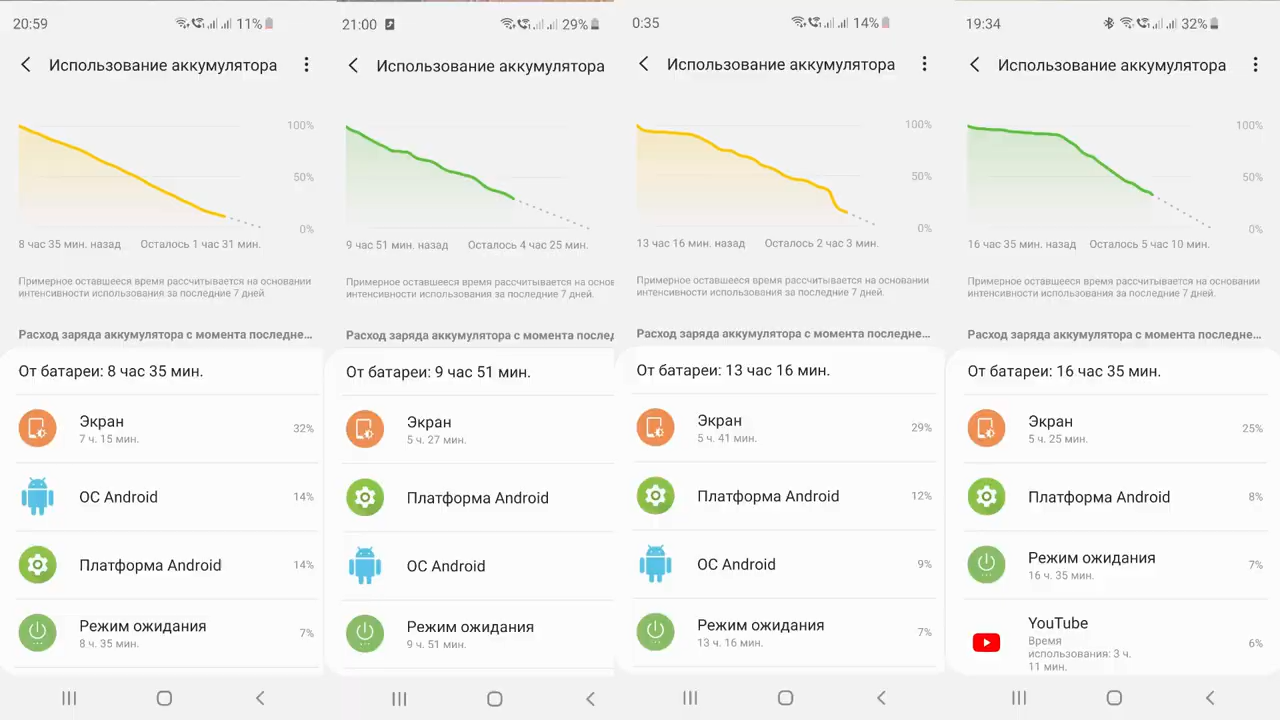 20:59
11%
Использование аккумулятора
100%
50%
0%
8 час 35 мин. назад
Осталось 1 час 31 мин.
Примерное оставшееся время рассчитывается на основании
интенсивности использования за последние 7 дней.
Расход заряда аккумулятора с момента последне...
От батареи: 8 час 35 мин.
Экран
7 ч. 15 мин.
32%
ОС Android
14%
Платформа Android
14%
Режим ожидания
8 ч. 35 мин.
7%
21:00
29%
Использование аккумулятора
9 час 51 мин. назад
Осталось 4 час 25 мин.
Примерное оставшееся время рассчитывается на основе
интенсивности использования за последние 7 дней.
Расход заряда аккумулятора с момента послед
От батареи: 9 час 51 мин.
Экран
5 ч. 27 мин.
Платформа Android
ОС Android
Режим ожидания
9 ч. 51 мин.
0:35
14%
Использование аккумулятора
100%
50%
0%
13 час 16 мин. назад
Осталось 2 час 3 мин.
Примерное оставшееся время рассчитывается на основании
интенсивности использования за последние 7 дней.
Расход заряда аккумулятора с момента последне...
От батареи: 13 час 16 мин.
Экран
5 ч. 41 мин.
29%
Платформа Android
12%
ОС Android
9%
Режим ожидания
13 ч. 16 мин.
7%
19:34
32%
Использование аккумулятора
100%
50%
0%
16 час 35 мин. назад
Осталось 5 час 10 мин.
Примерное оставшееся время рассчитывается на основании
интенсивности использования за последние 7 дней.
Расход заряда аккумулятора с момента последне...
От батареи: 16 час 35 мин.
Экран
5 ч. 25 мин.
25%
Платформа Android
8%
Режим ожидания
16 ч. 35 мин.
7%
YouTube
Время
использования: 3 ч.
11 мин.
6%